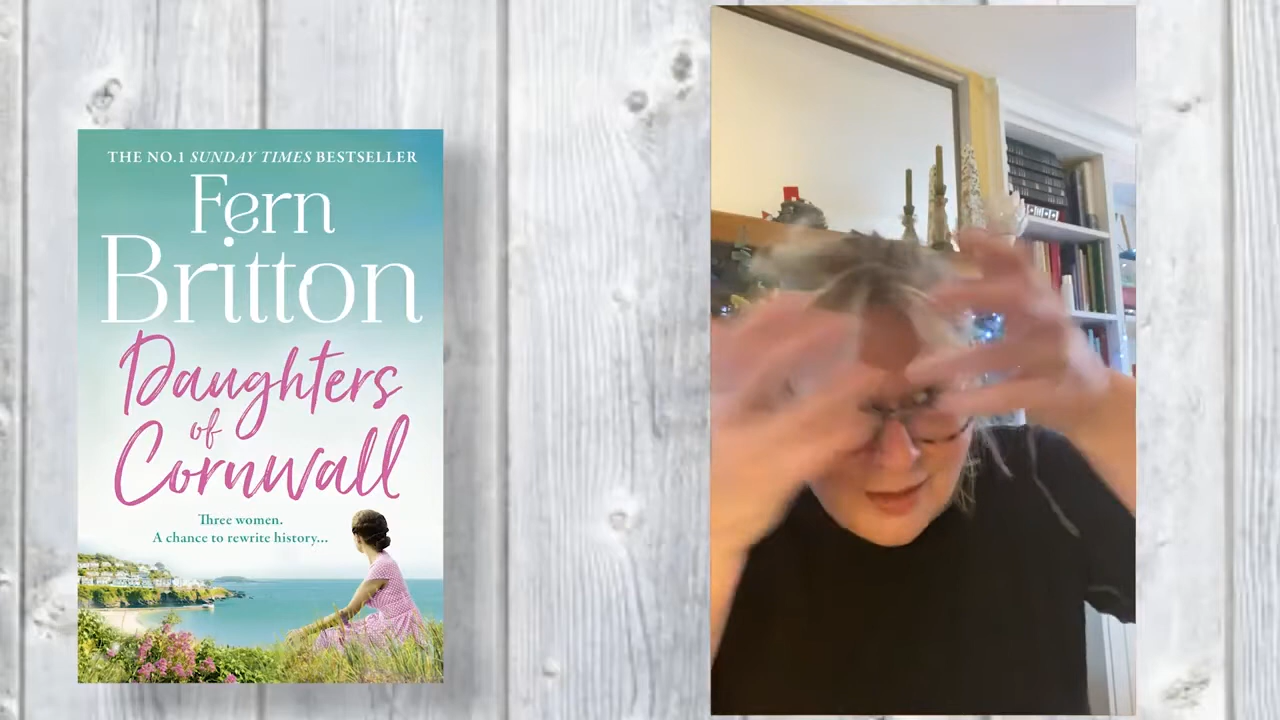 THE NO.1 SUNDAY TIMES BESTSELLER
Fern
Britton
Daughters
of
Cornwall
Three women.
A chance to rewrite history...